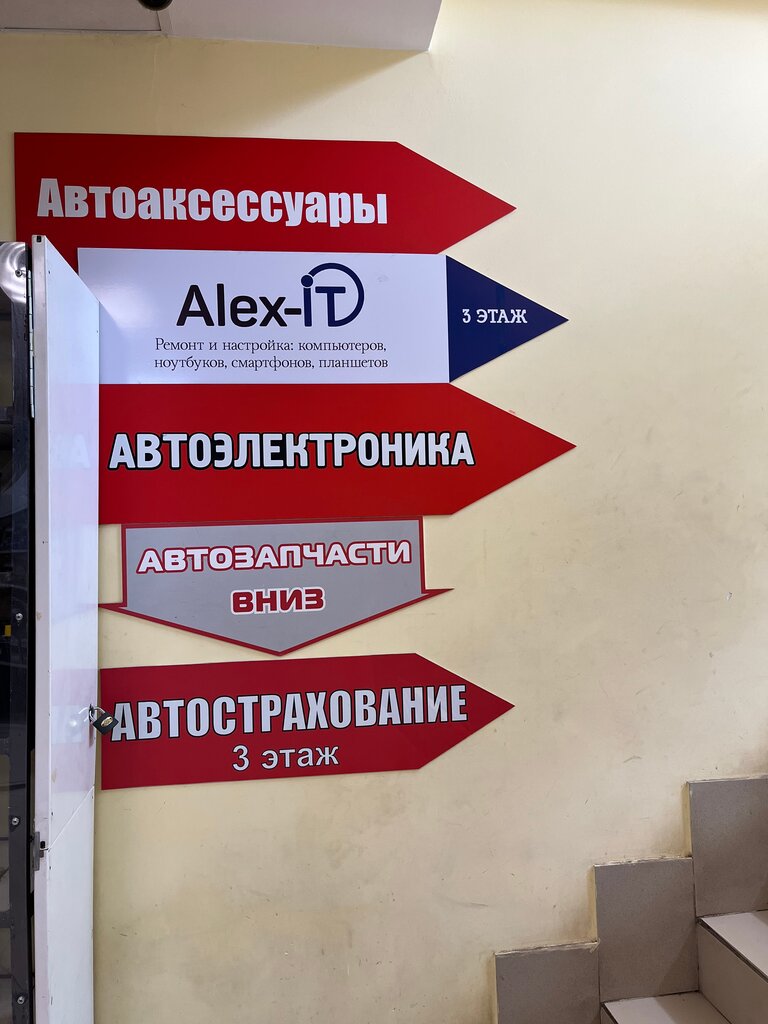 Автоаксессуары
Alex-iT
Ремонт и настройка: компьютеров,
ноутбуков, смартфонов, планшетов
3 ЭТАЖ
АВТОЭЛЕКТРОНИКА
АВТОЗАПЧАСТИ
ВНИЗ
АВТОСТРАХОВАНИЕ
3 этаж